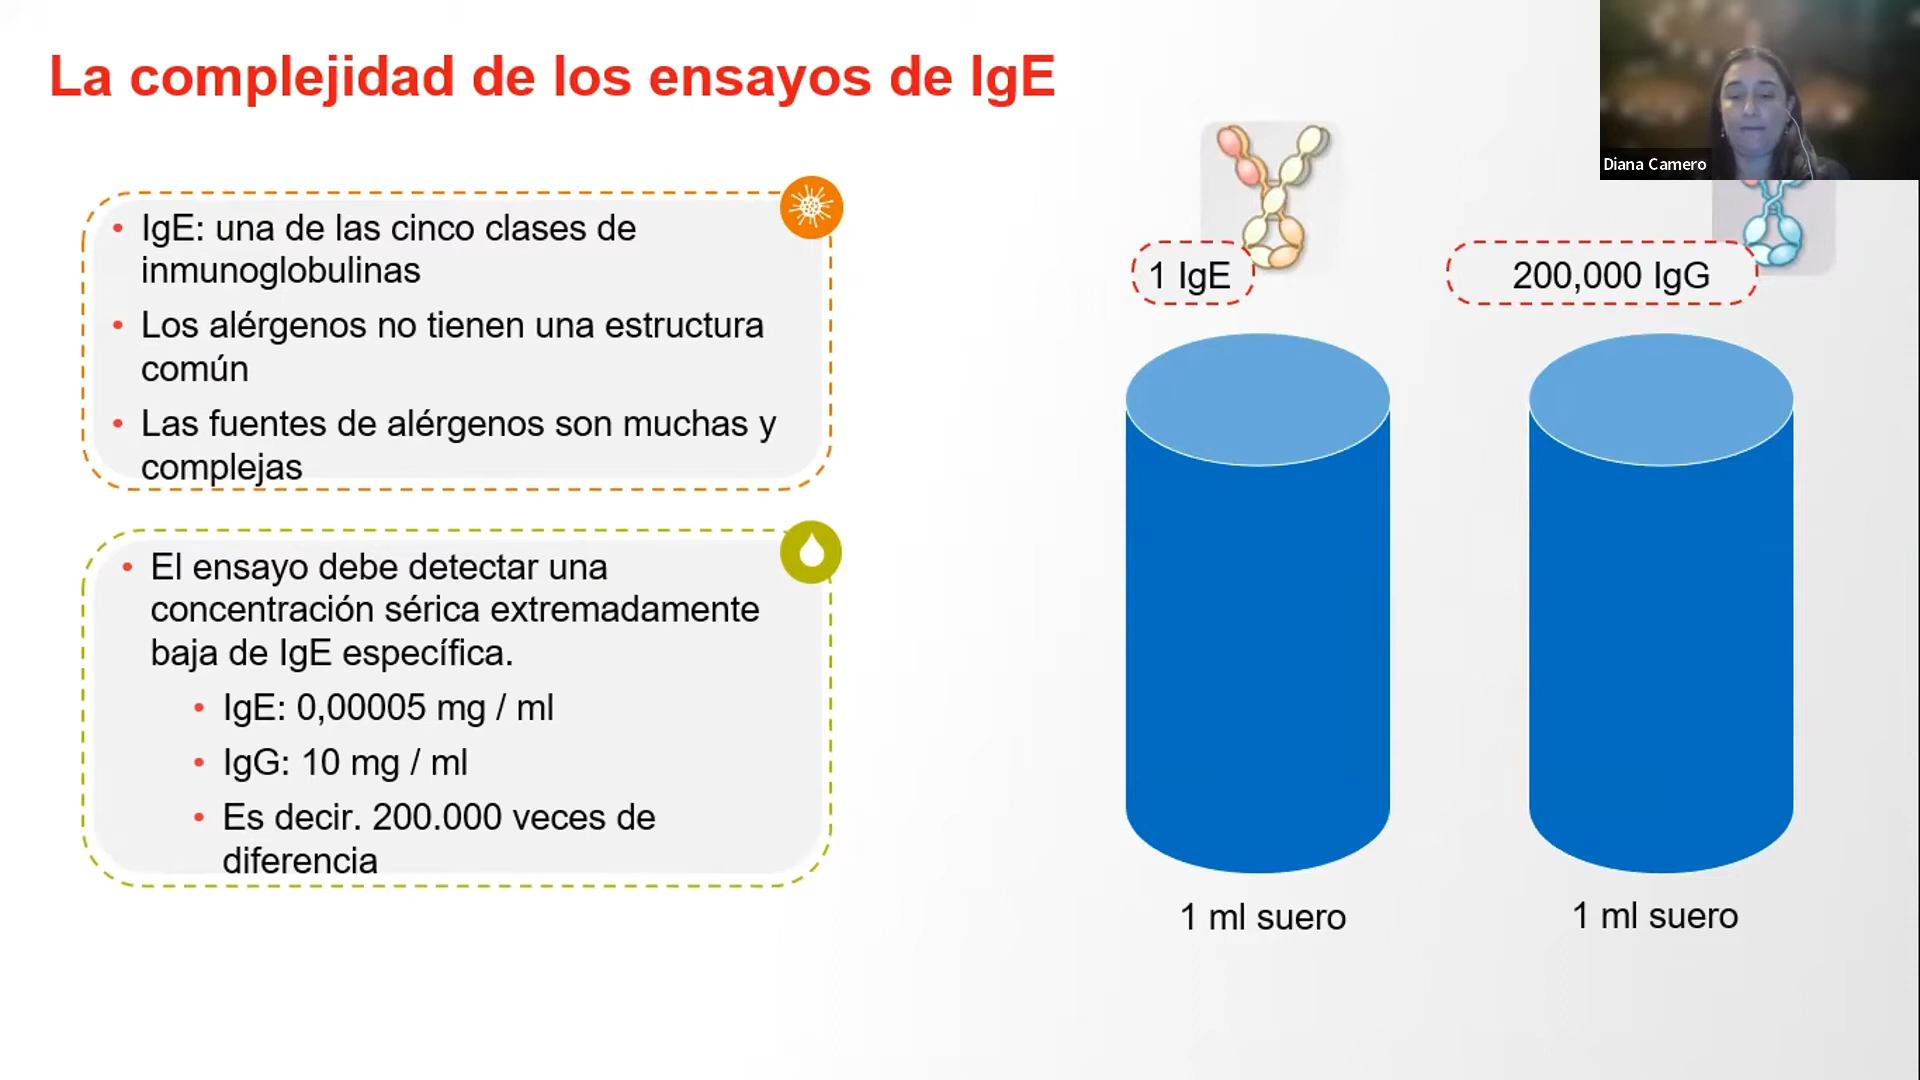 La complejidad de los ensayos de IgE
Diana Camero
• IgE: una de las cinco clases de
inmunoglobulinas
• Los alérgenos no tienen una estructura
común
• Las fuentes de alérgenos son muchas y
complejas
• El ensayo debe detectar una
concentración sérica extremadamente
baja de IgE específica.
• IgE: 0,00005 mg / ml
• IgG: 10 mg / ml
• Es decir. 200.000 veces de
diferencia
1 IgE
200,000 IgG
1 ml suero
1 ml suero